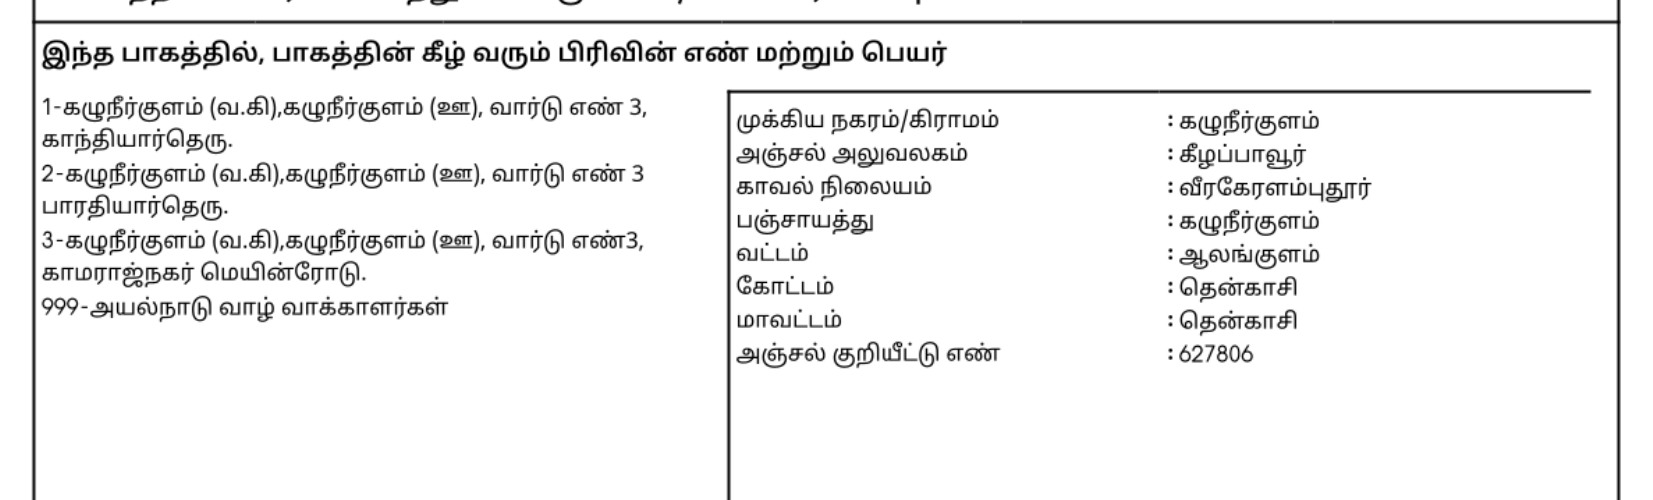 இந்த பாகத்தில், பாகத்தின் கீழ் வரும் பிரிவின் எண் மற்றும் பெயர்
1-கழுநீர்குளம் (வ.கி),கழுநீர்குளம் (ஊ), வார்டு எண் 3,
காந்தியார்தெரு.
2-கழுநீர்குளம் (வ.கி),கழுநீர்குளம் (ஊ), வார்டு எண் 3
பாரதியார்தெரு.
3-கழுநீர்குளம் (வ.கி),கழுநீர்குளம் (ஊ), வார்டு எண்3,
காமராஜ்நகர் மெயின்ரோடு.
999-அயல்நாடு வாழ் வாக்காளர்கள்
முக்கிய நகரம்/கிராமம் : கழுநீர்குளம்
அஞ்சல் அலுவலகம் : கீழப்பாவூர்
காவல் நிலையம் : வீரகேரளம்புதூர்
பஞ்சாயத்து : கழுநீர்குளம்
வட்டம் : ஆலங்குளம்
கோட்டம் : தென்காசி
மாவட்டம் : தென்காசி
அஞ்சல் குறியீட்டு எண் : 627806